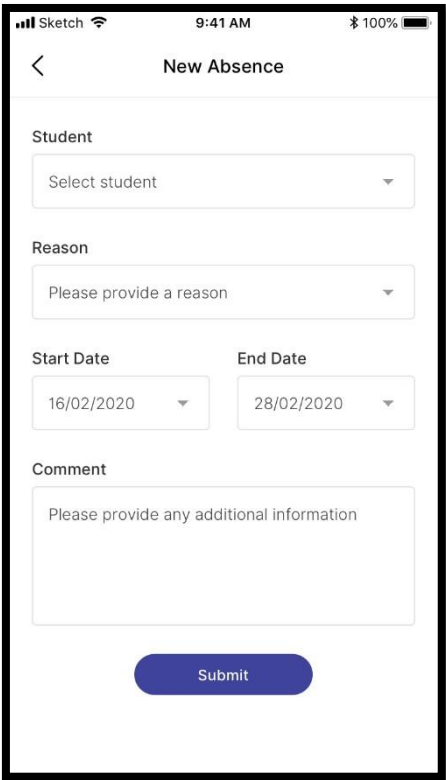 Sketch 9:41 AM 100%
New Absence
Student
Select student
Reason
Please provide a reason
Start Date End Date
16/02/2020 28/02/2020
Comment
Please provide any additional information
Submit